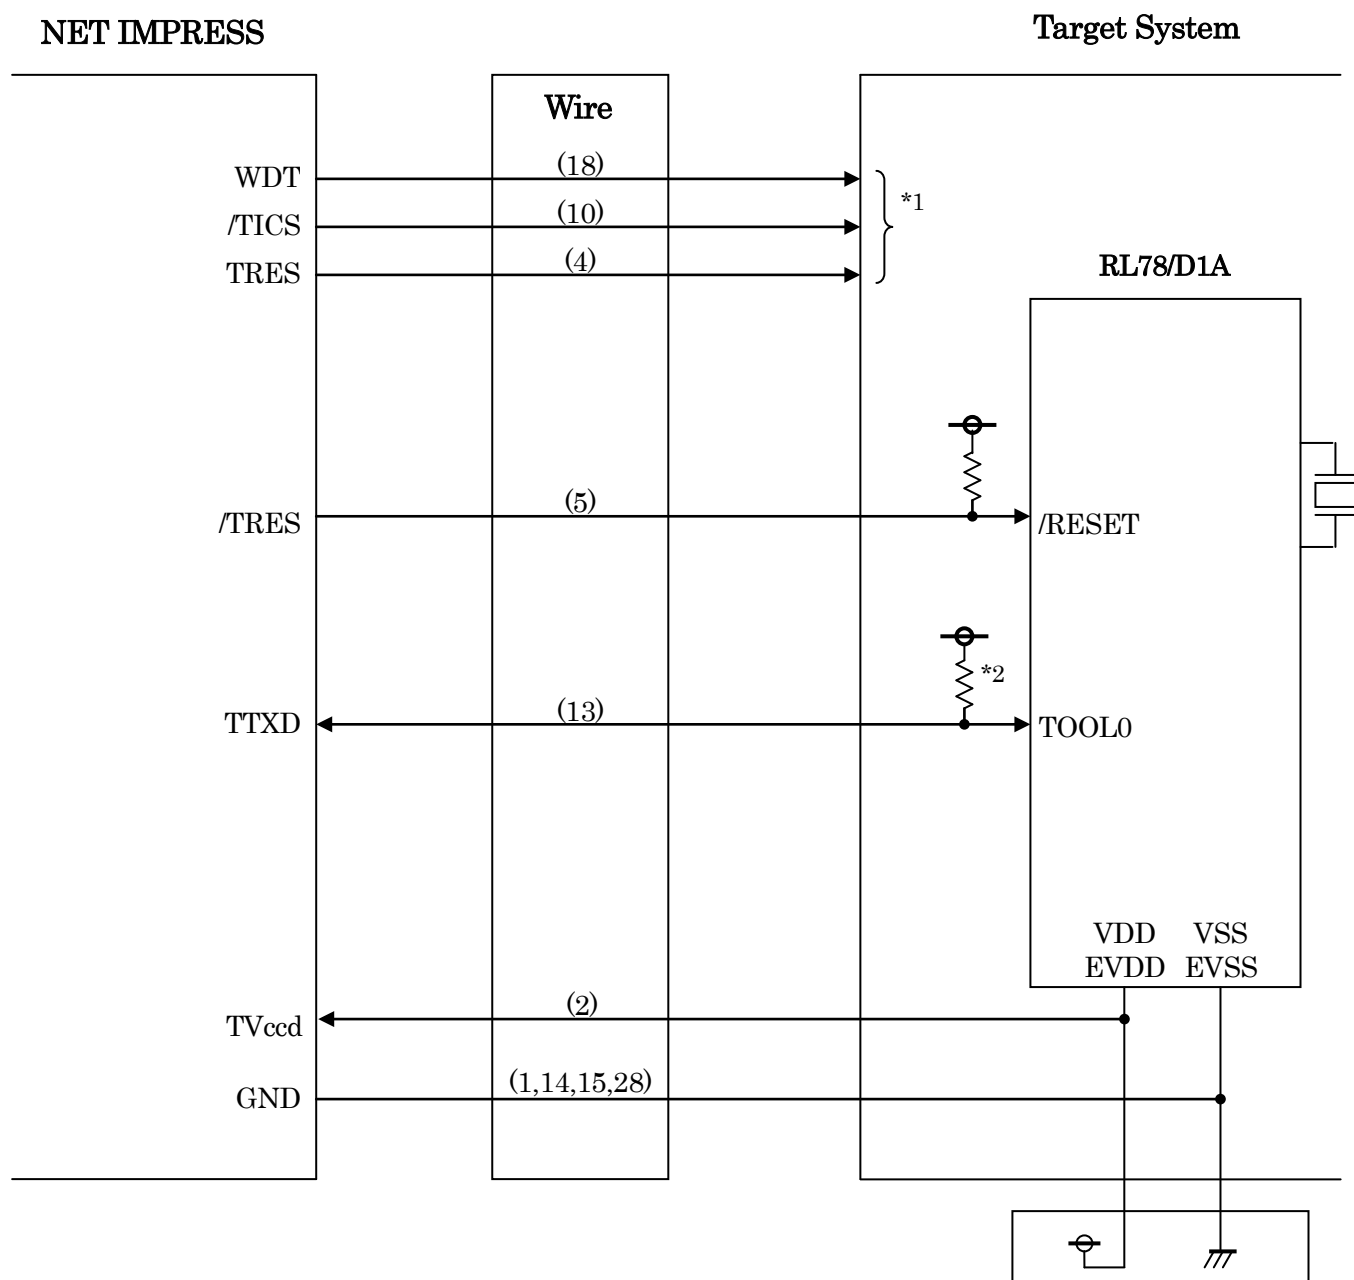 NET IMPRESS
Target System
Wire
WDT (18)
*1
/TICS (10)
TRES (4)
RL78/D1A
/TRES (5) /RESET
*2
TTXD (13) TOOL0
VDD VSS
EVDD EVSS
TVccd (2)
GND (1,14,15,28)